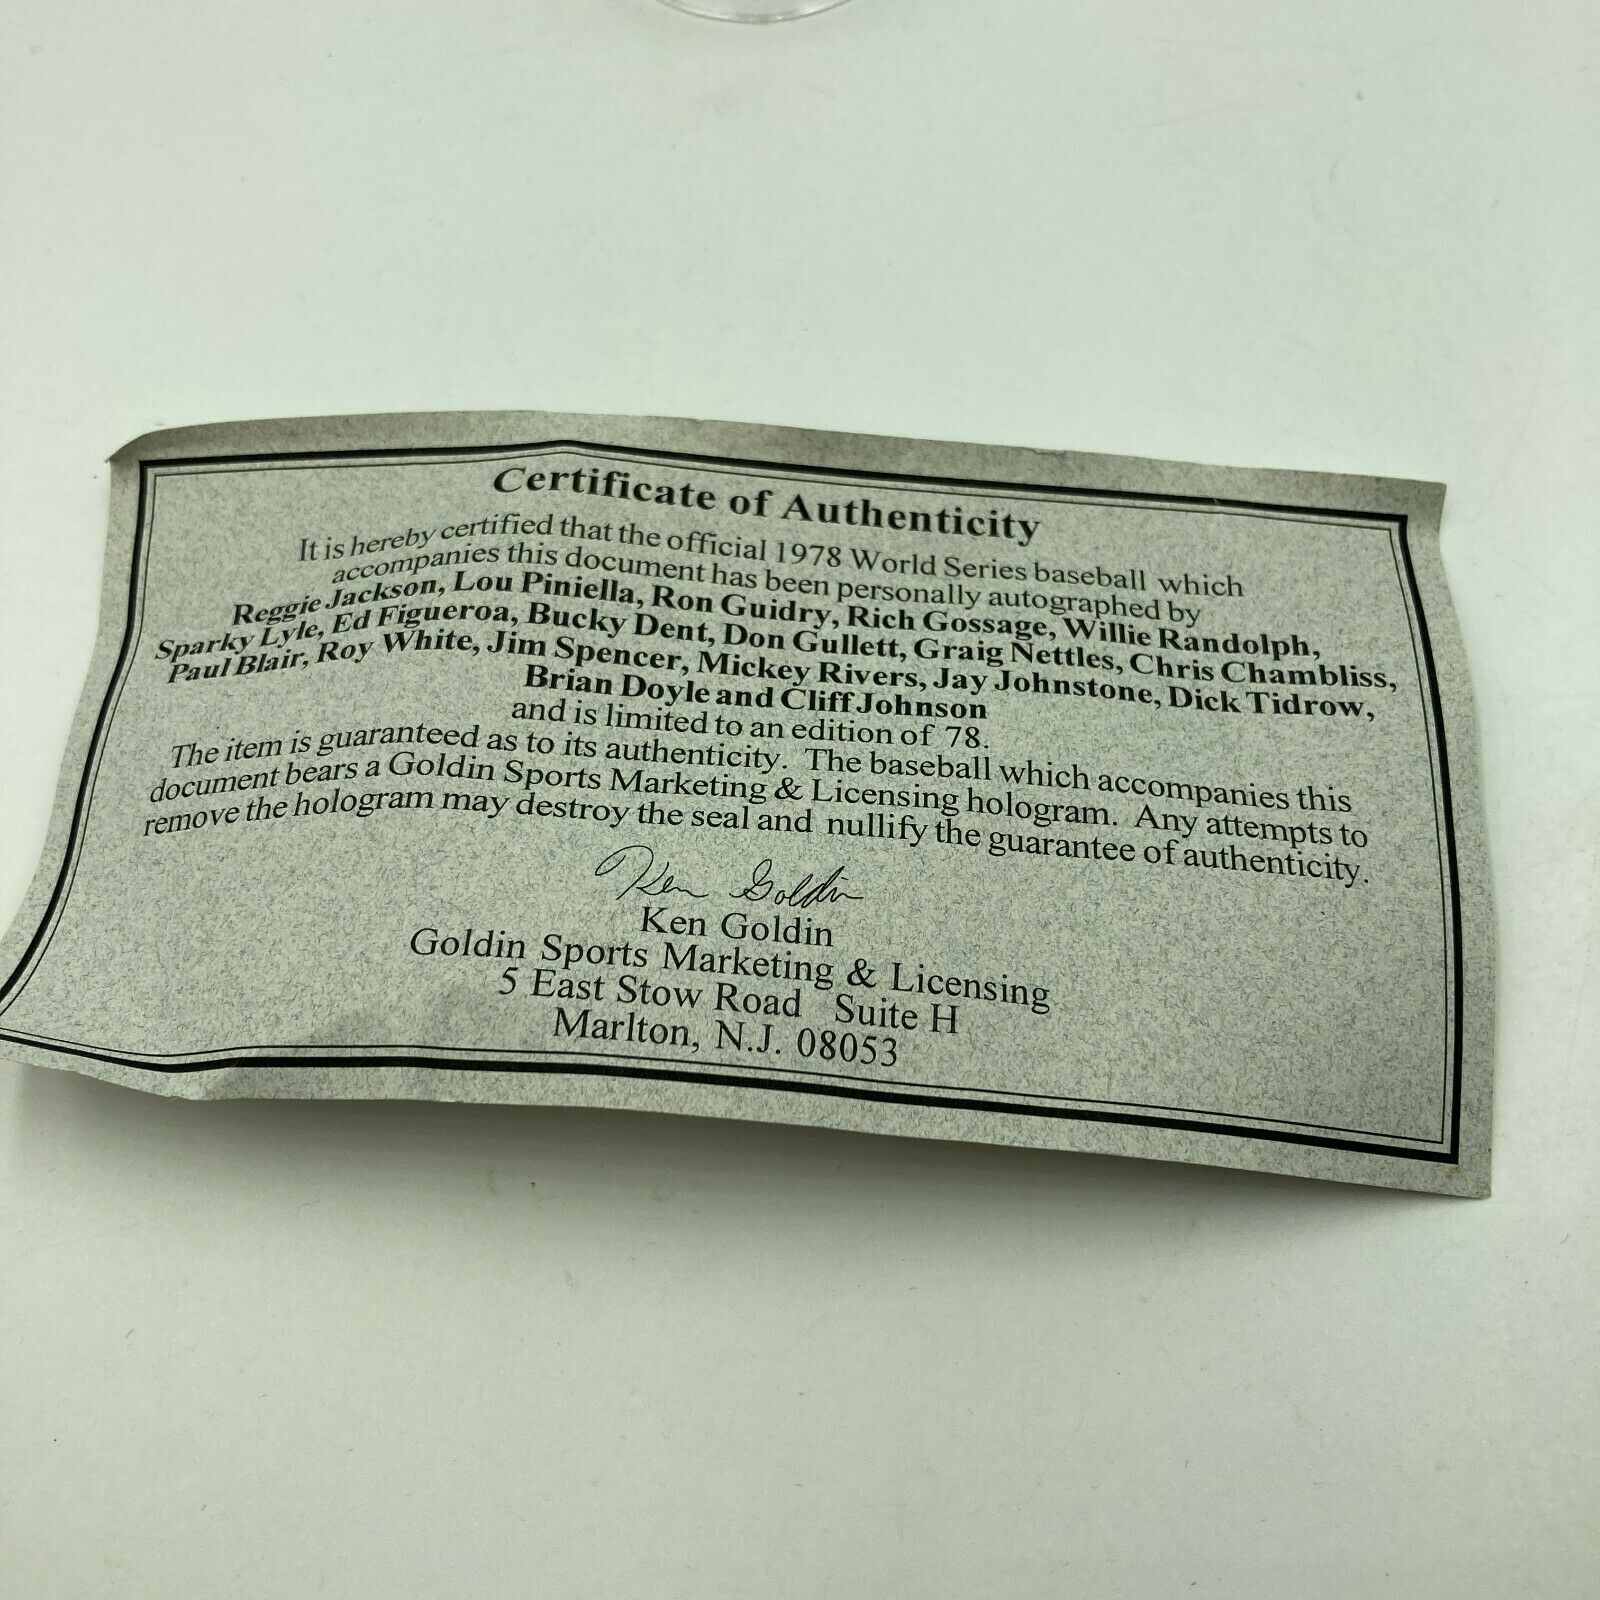 Certificate of Authenticity
It is hereby certified that the official 1978 World Series baseball which
accompanies this document has been personally autographed by
Reggie Jackson, Lou Piniella, Ron Guidry, Rich Gossage, Willie Randolph,
Sparky Lyle, Ed Figueroa, Bucky Dent, Don Gullett, Graig Nettles, Chris Chambliss,
Paul Blair, Roy White, Jim Spencer, Mickey Rivers, Jay Johnstone, Dick Tidrow,
Brian Doyle and Cliff Johnson
and is limited to an edition of 78.
The item is guaranteed as to its authenticity. The baseball which accompanies this
document bears a Goldin Sports Marketing & Licensing hologram. Any attempts to
remove the hologram may destroy the seal and nullify the guarantee of authenticity.
Ken Goldin
Ken Goldin
Goldin Sports Marketing & Licensing
5 East Stow Road Suite H
Marlton, N.J. 08053